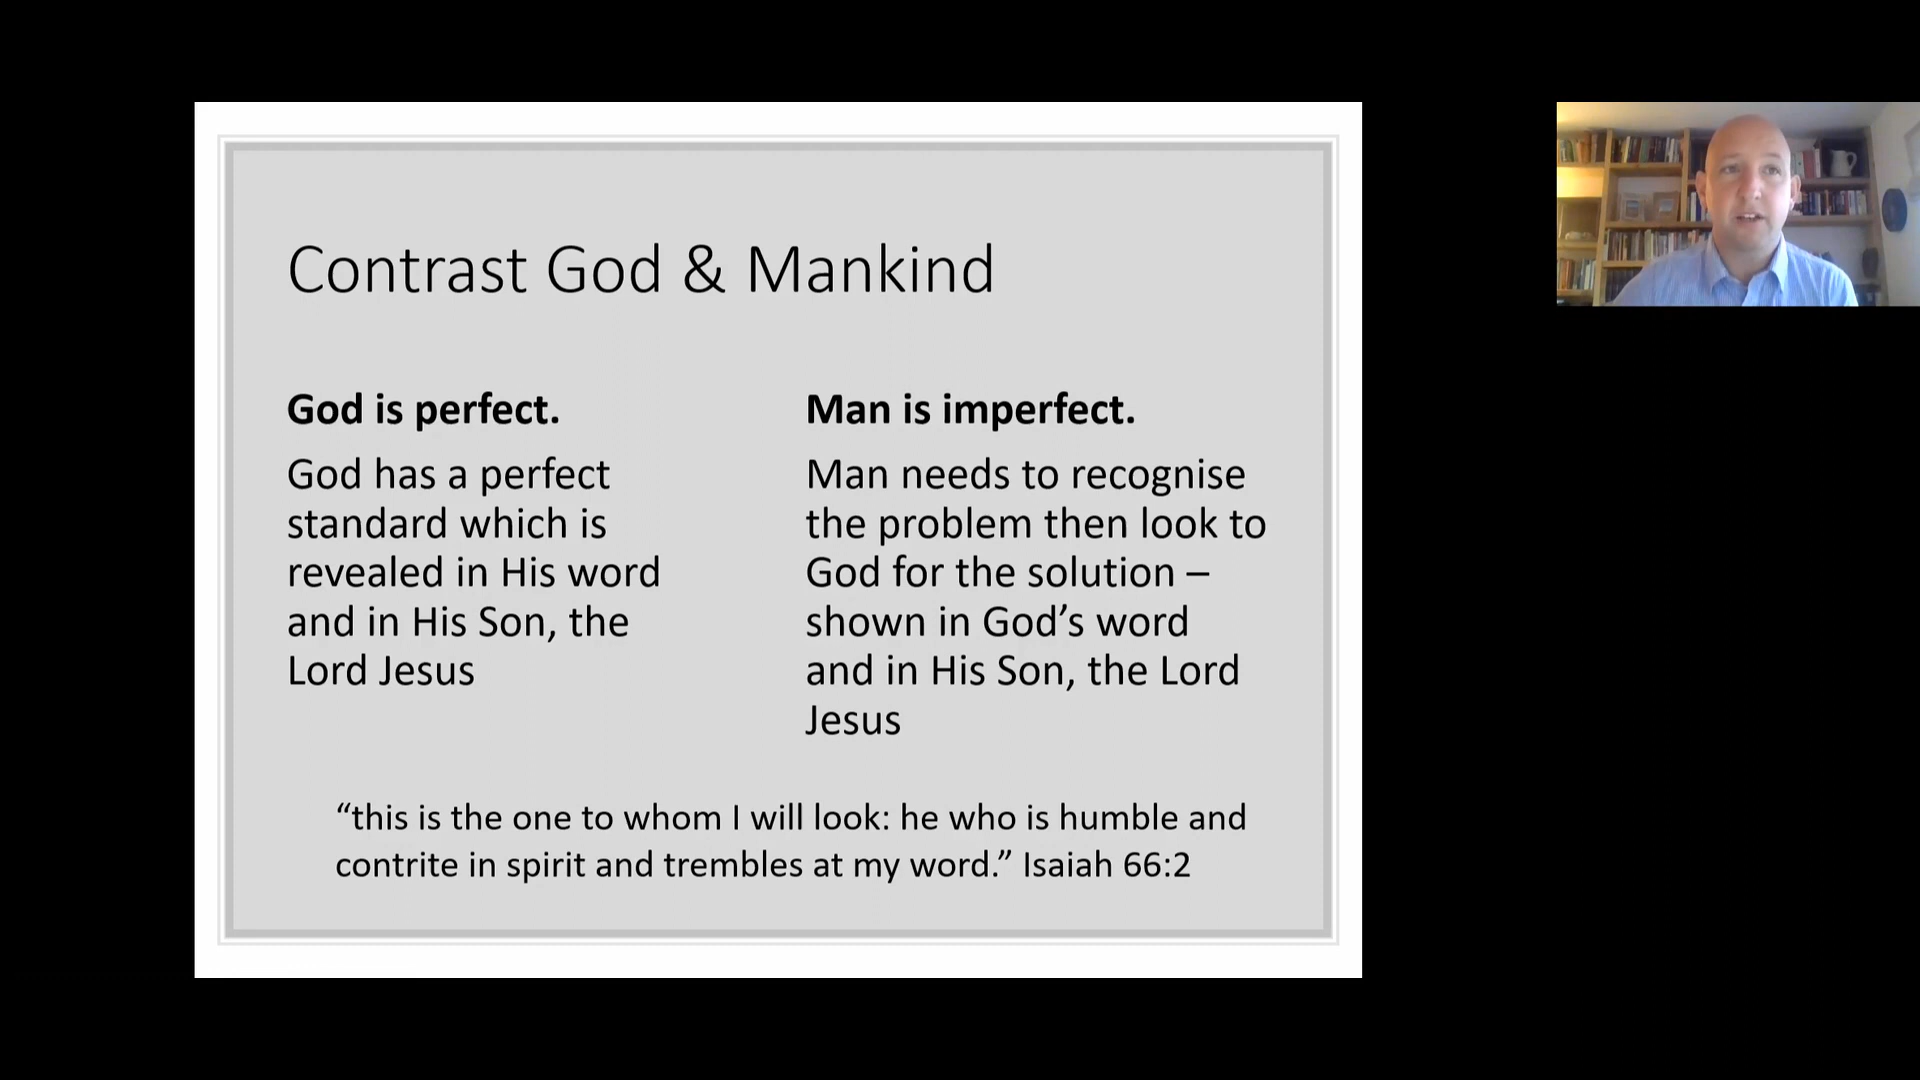 Contrast God & Mankind
God is perfect.
God has a perfect
standard which is
revealed in His word
and in His Son, the
Lord Jesus
Man is imperfect.
Man needs to recognise
the problem then look to
God for the solution –
shown in God’s word
and in His Son, the Lord
Jesus
“this is the one to whom I will look: he who is humble and
contrite in spirit and trembles at my word.” Isaiah 66:2